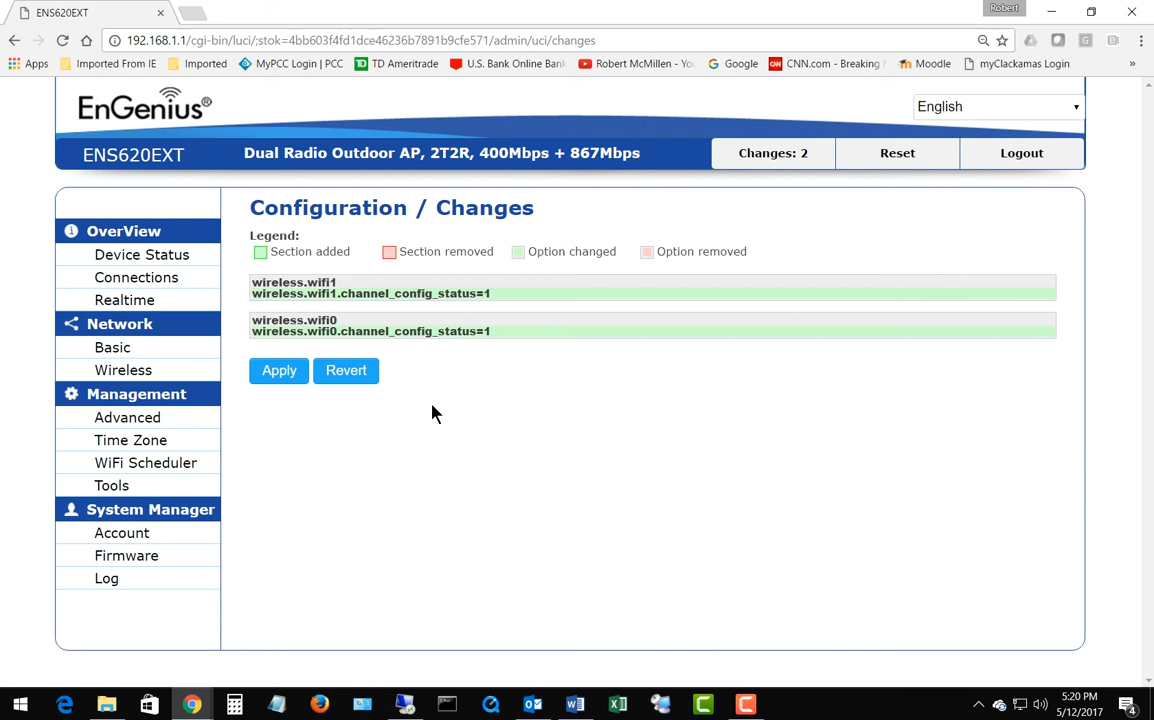 ENS620EXT
Robert
192.168.1.1/cgi-bin/luci/;stok=4bb603f4fd1dce46236b7891b9cfe571/admin/uci/changes
Apps Imported From IE Imported MyPCC Login | PCC TD Ameritrade U.S. Bank Online Bank Robert McMillen - You Google CNN.com - Breaking Moodle myClackamas Login »
EnGenius®
English
ENS620EXT Dual Radio Outdoor AP, 2T2R, 400Mbps + 867Mbps Changes: 2 Reset Logout
Configuration / Changes
Legend:
Section added Section removed Option changed Option removed
wireless.wifi1
wireless.wifi1.channel_config_status=1
wireless.wifi0
wireless.wifi0.channel_config_status=1
Apply Revert
OverView
Device Status
Connections
Realtime
Network
Basic
Wireless
Management
Advanced
Time Zone
WiFi Scheduler
Tools
System Manager
Account
Firmware
Log
5:20 PM
5/12/2017
4